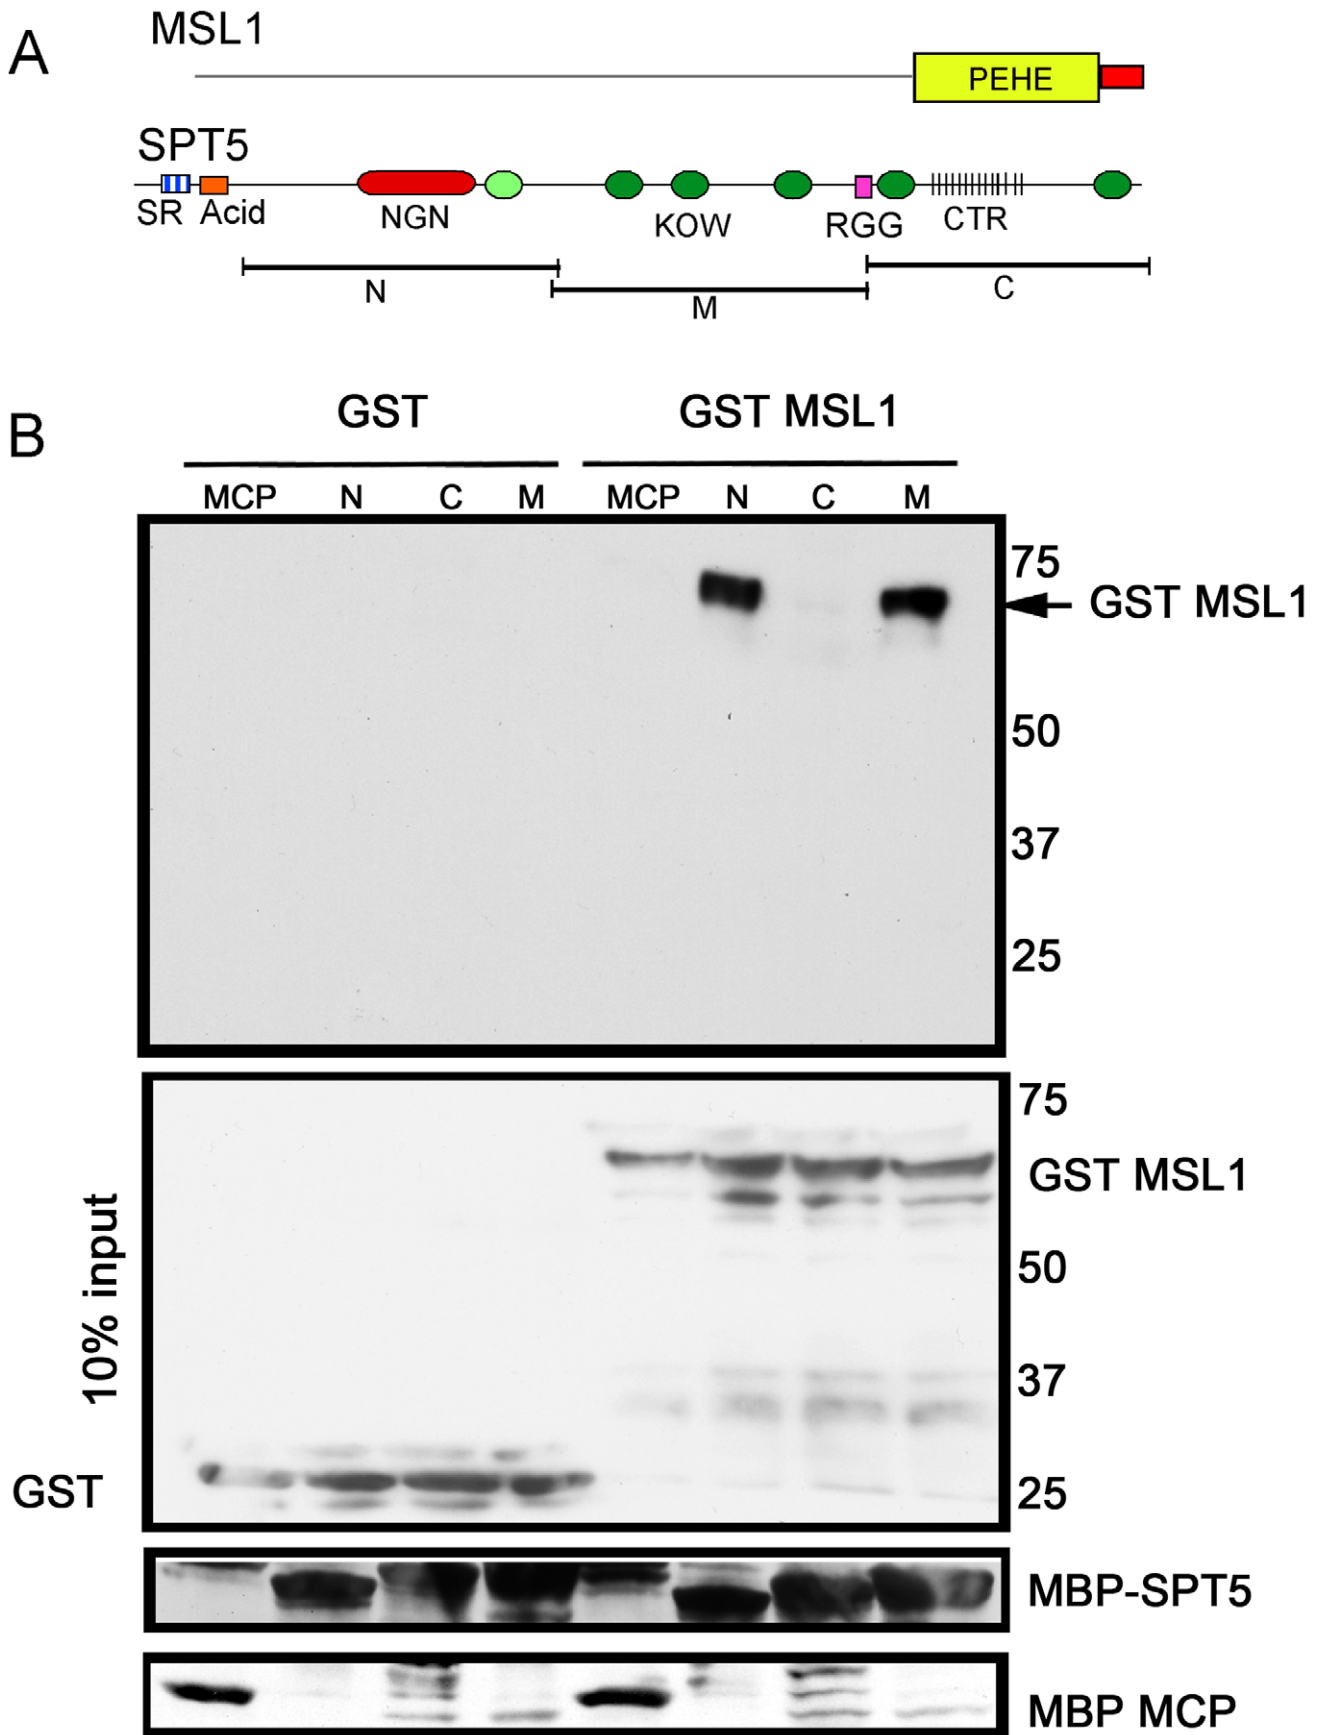 A
MSL1
PEHE
SPT5
SR Acid NGN KOW RGG CTR
N M C
B
GST GST MSL1
MCP N C M MCP N C M
75
GST MSL1
50
37
25
10% input
75
GST MSL1
50
37
GST
25
MBP-SPT5
MBP MCP